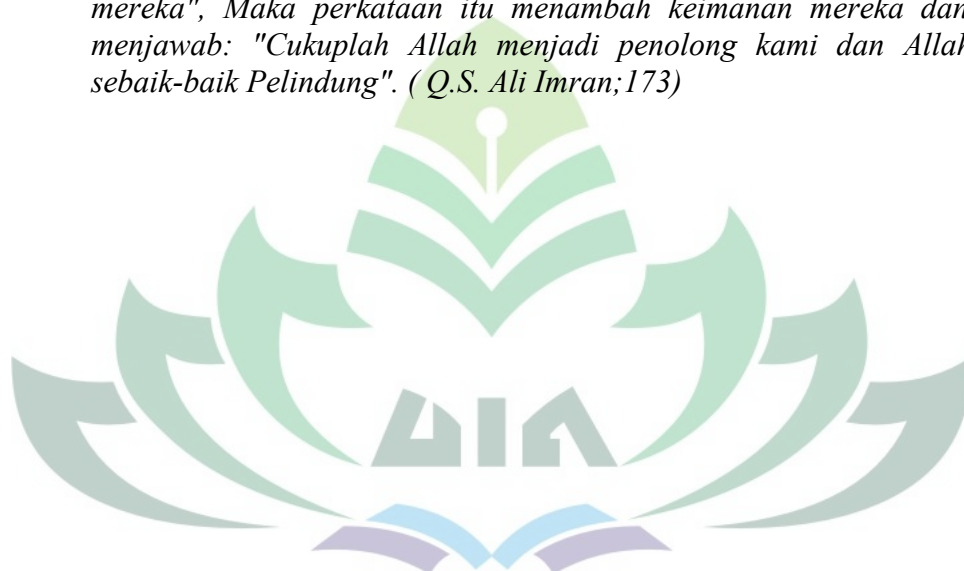 mereka", Maka perkataan itu menambah keimanan mereka dan
menjawab: "Cukuplah Allah menjadi penolong kami dan Allah
sebaik-baik Pelindung". ( Q.S. Ali Imran;173)